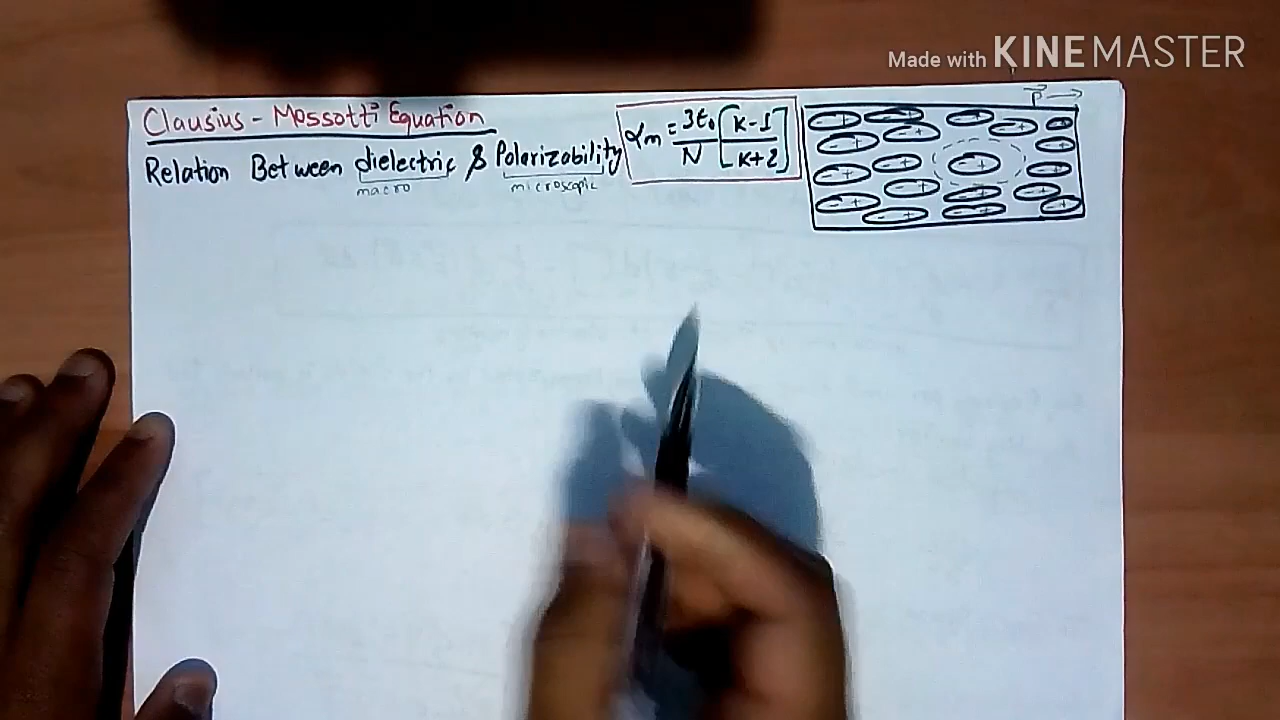 Made with KINEMASTER
Clausius - Mossotti Equation
Relation Between dielectric & Polarizability
macro
microscopic
αm = 3ε₀/N [K-1/K+2]
P →